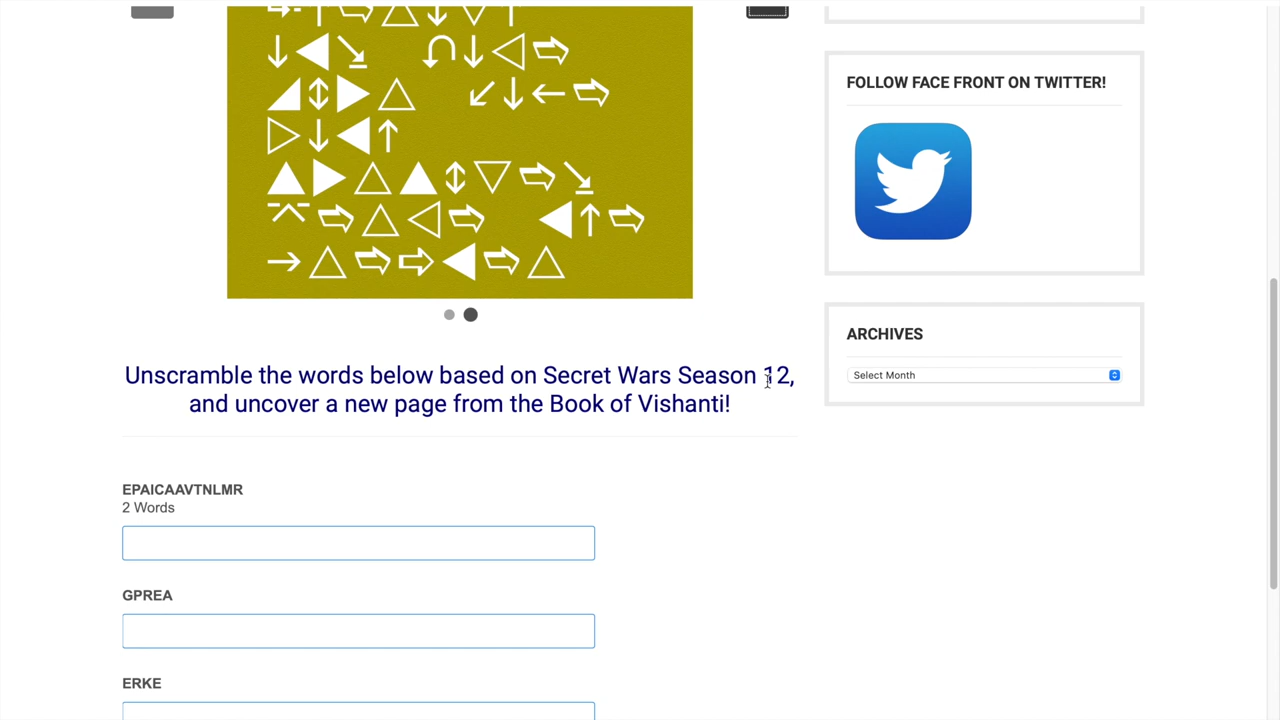 FOLLOW FACE FRONT ON TWITTER!
ARCHIVES
Select Month
Unscramble the words below based on Secret Wars Season 12,
and uncover a new page from the Book of Vishanti!
EPAICAAVTNLMR
2 Words
GPREA
ERKE